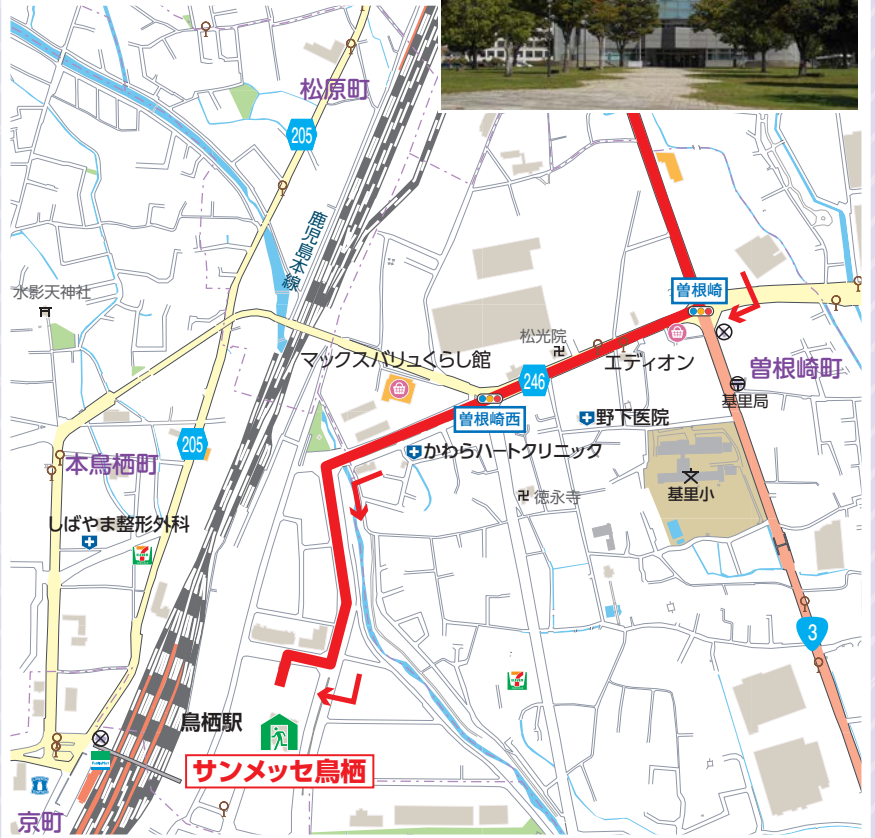 松原町
205
鹿児島本線
水影天神社
曽根崎
松光院
マックスバリュくらし館
エディオン
246
曽根崎町
基里局
曽根崎西
野下医院
205
本鳥栖町
かわらハートクリニック
基里小
徳永寺
しばやま整形外科
7
3
7
鳥栖駅
サンメッセ鳥栖
京町